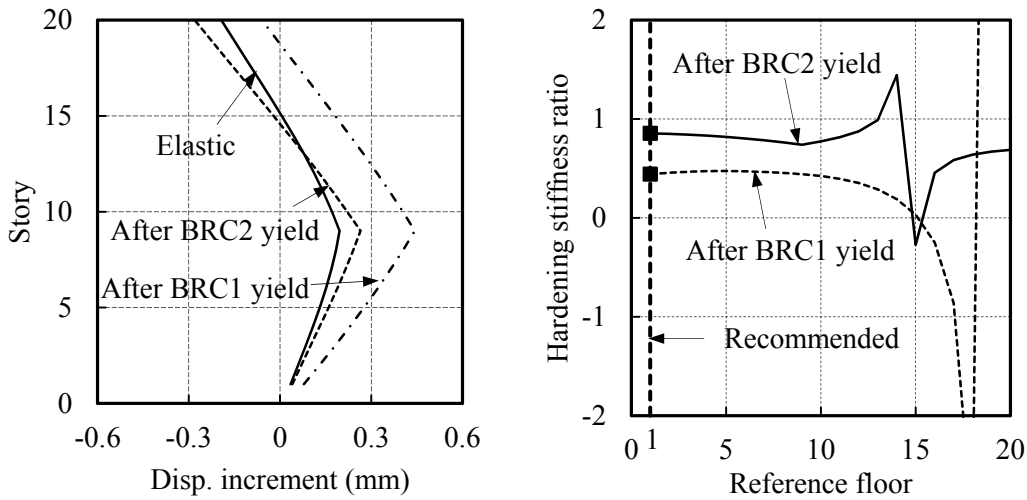 20
15
10
5
0
Story
Elastic
After BRC2 yield
After BRC1 yield
-0.6 -0.3 0 0.3 0.6
Disp. increment (mm)
2
1
0
-1
-2
Hardening stiffness ratio
After BRC2 yield
After BRC1 yield
Recommended
0 1 5 10 15 20
Reference floor